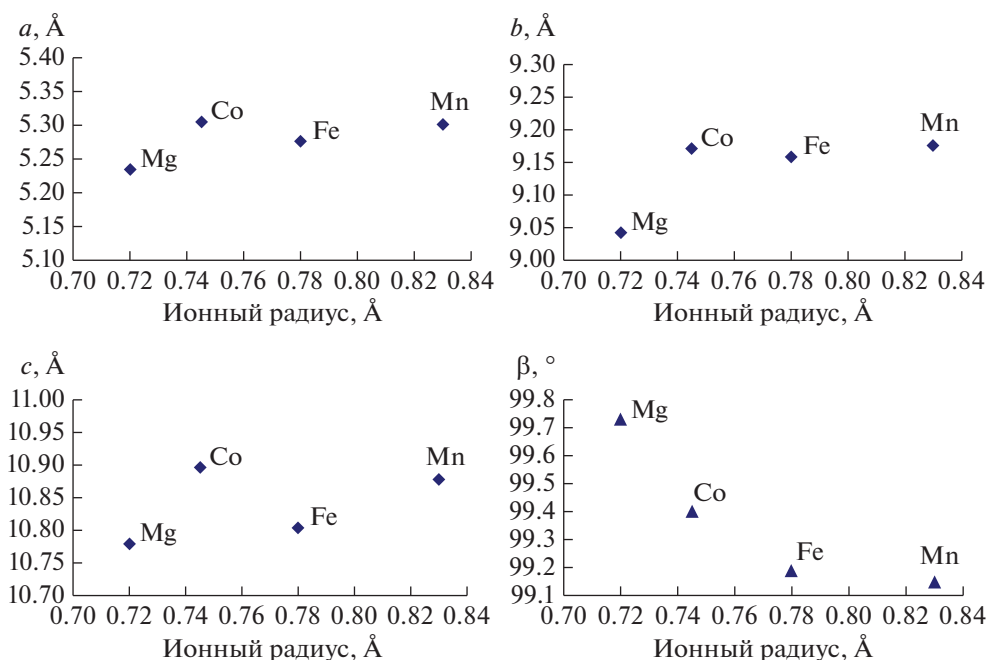 a, Å
5.40
5.35
5.30
5.25
5.20
5.15
5.10
Mg
Co
Fe
Mn
0.70 0.72 0.74 0.76 0.78 0.80 0.82 0.84
Ионный радиус, Å
b, Å
9.30
9.25
9.20
9.15
9.10
9.05
9.00
Mg
Co
Fe
Mn
0.70 0.72 0.74 0.76 0.78 0.80 0.82 0.84
Ионный радиус, Å
c, Å
11.00
10.95
10.90
10.85
10.80
10.75
10.70
Mg
Co
Fe
Mn
0.70 0.72 0.74 0.76 0.78 0.80 0.82 0.84
Ионный радиус, Å
β, °
99.8
99.7
99.6
99.5
99.4
99.3
99.2
99.1
Mg
Co
Fe
Mn
0.70 0.72 0.74 0.76 0.78 0.80 0.82 0.84
Ионный радиус, Å